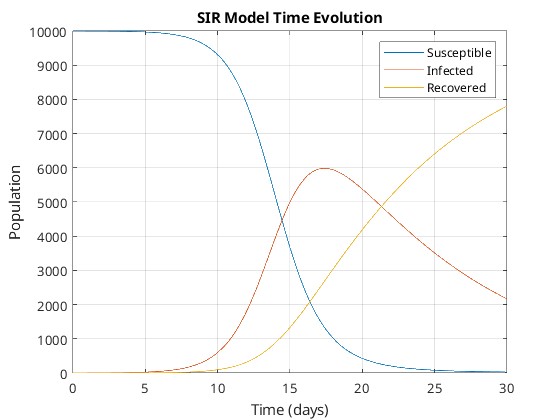 SIR Model Time Evolution
Susceptible
Infected
Recovered
10000
9000
8000
7000
6000
5000
4000
3000
2000
1000
0
Population
0 5 10 15 20 25 30
Time (days)